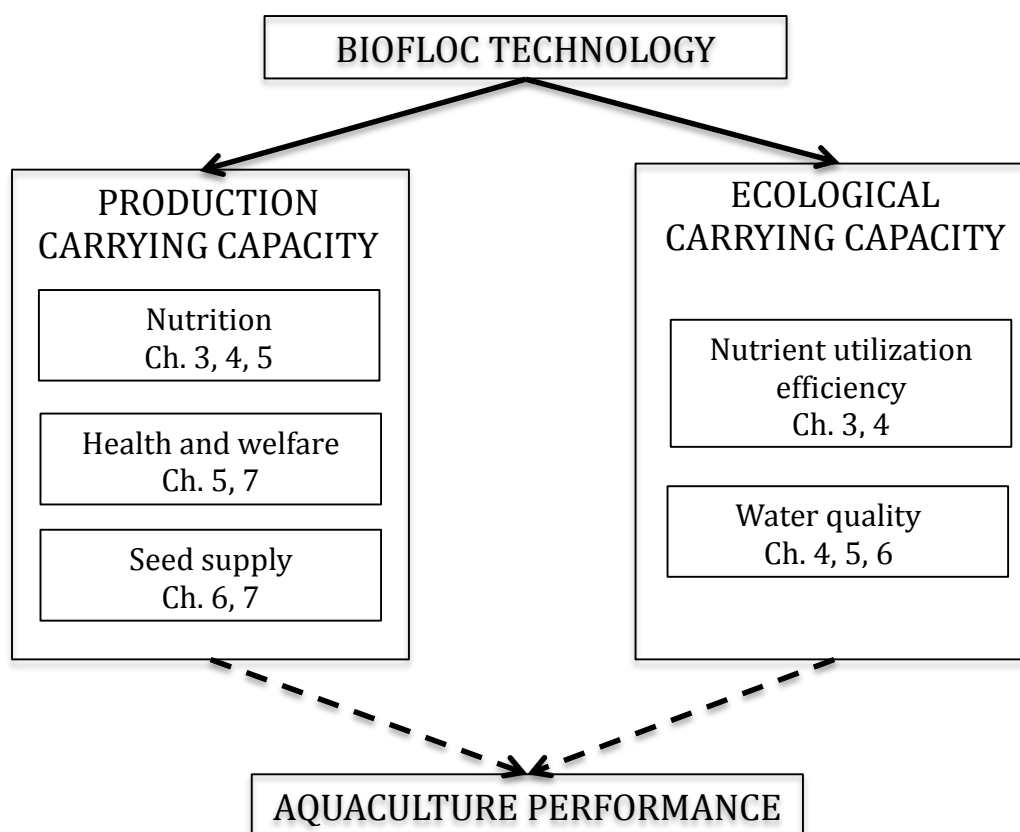 BIOFLOC TECHNOLOGY
PRODUCTION
CARRYING CAPACITY
Nutrition
Ch. 3, 4, 5
Health and welfare
Ch. 5, 7
Seed supply
Ch. 6, 7
ECOLOGICAL
CARRYING CAPACITY
Nutrient utilization
efficiency
Ch. 3, 4
Water quality
Ch. 4, 5, 6
AQUACULTURE PERFORMANCE